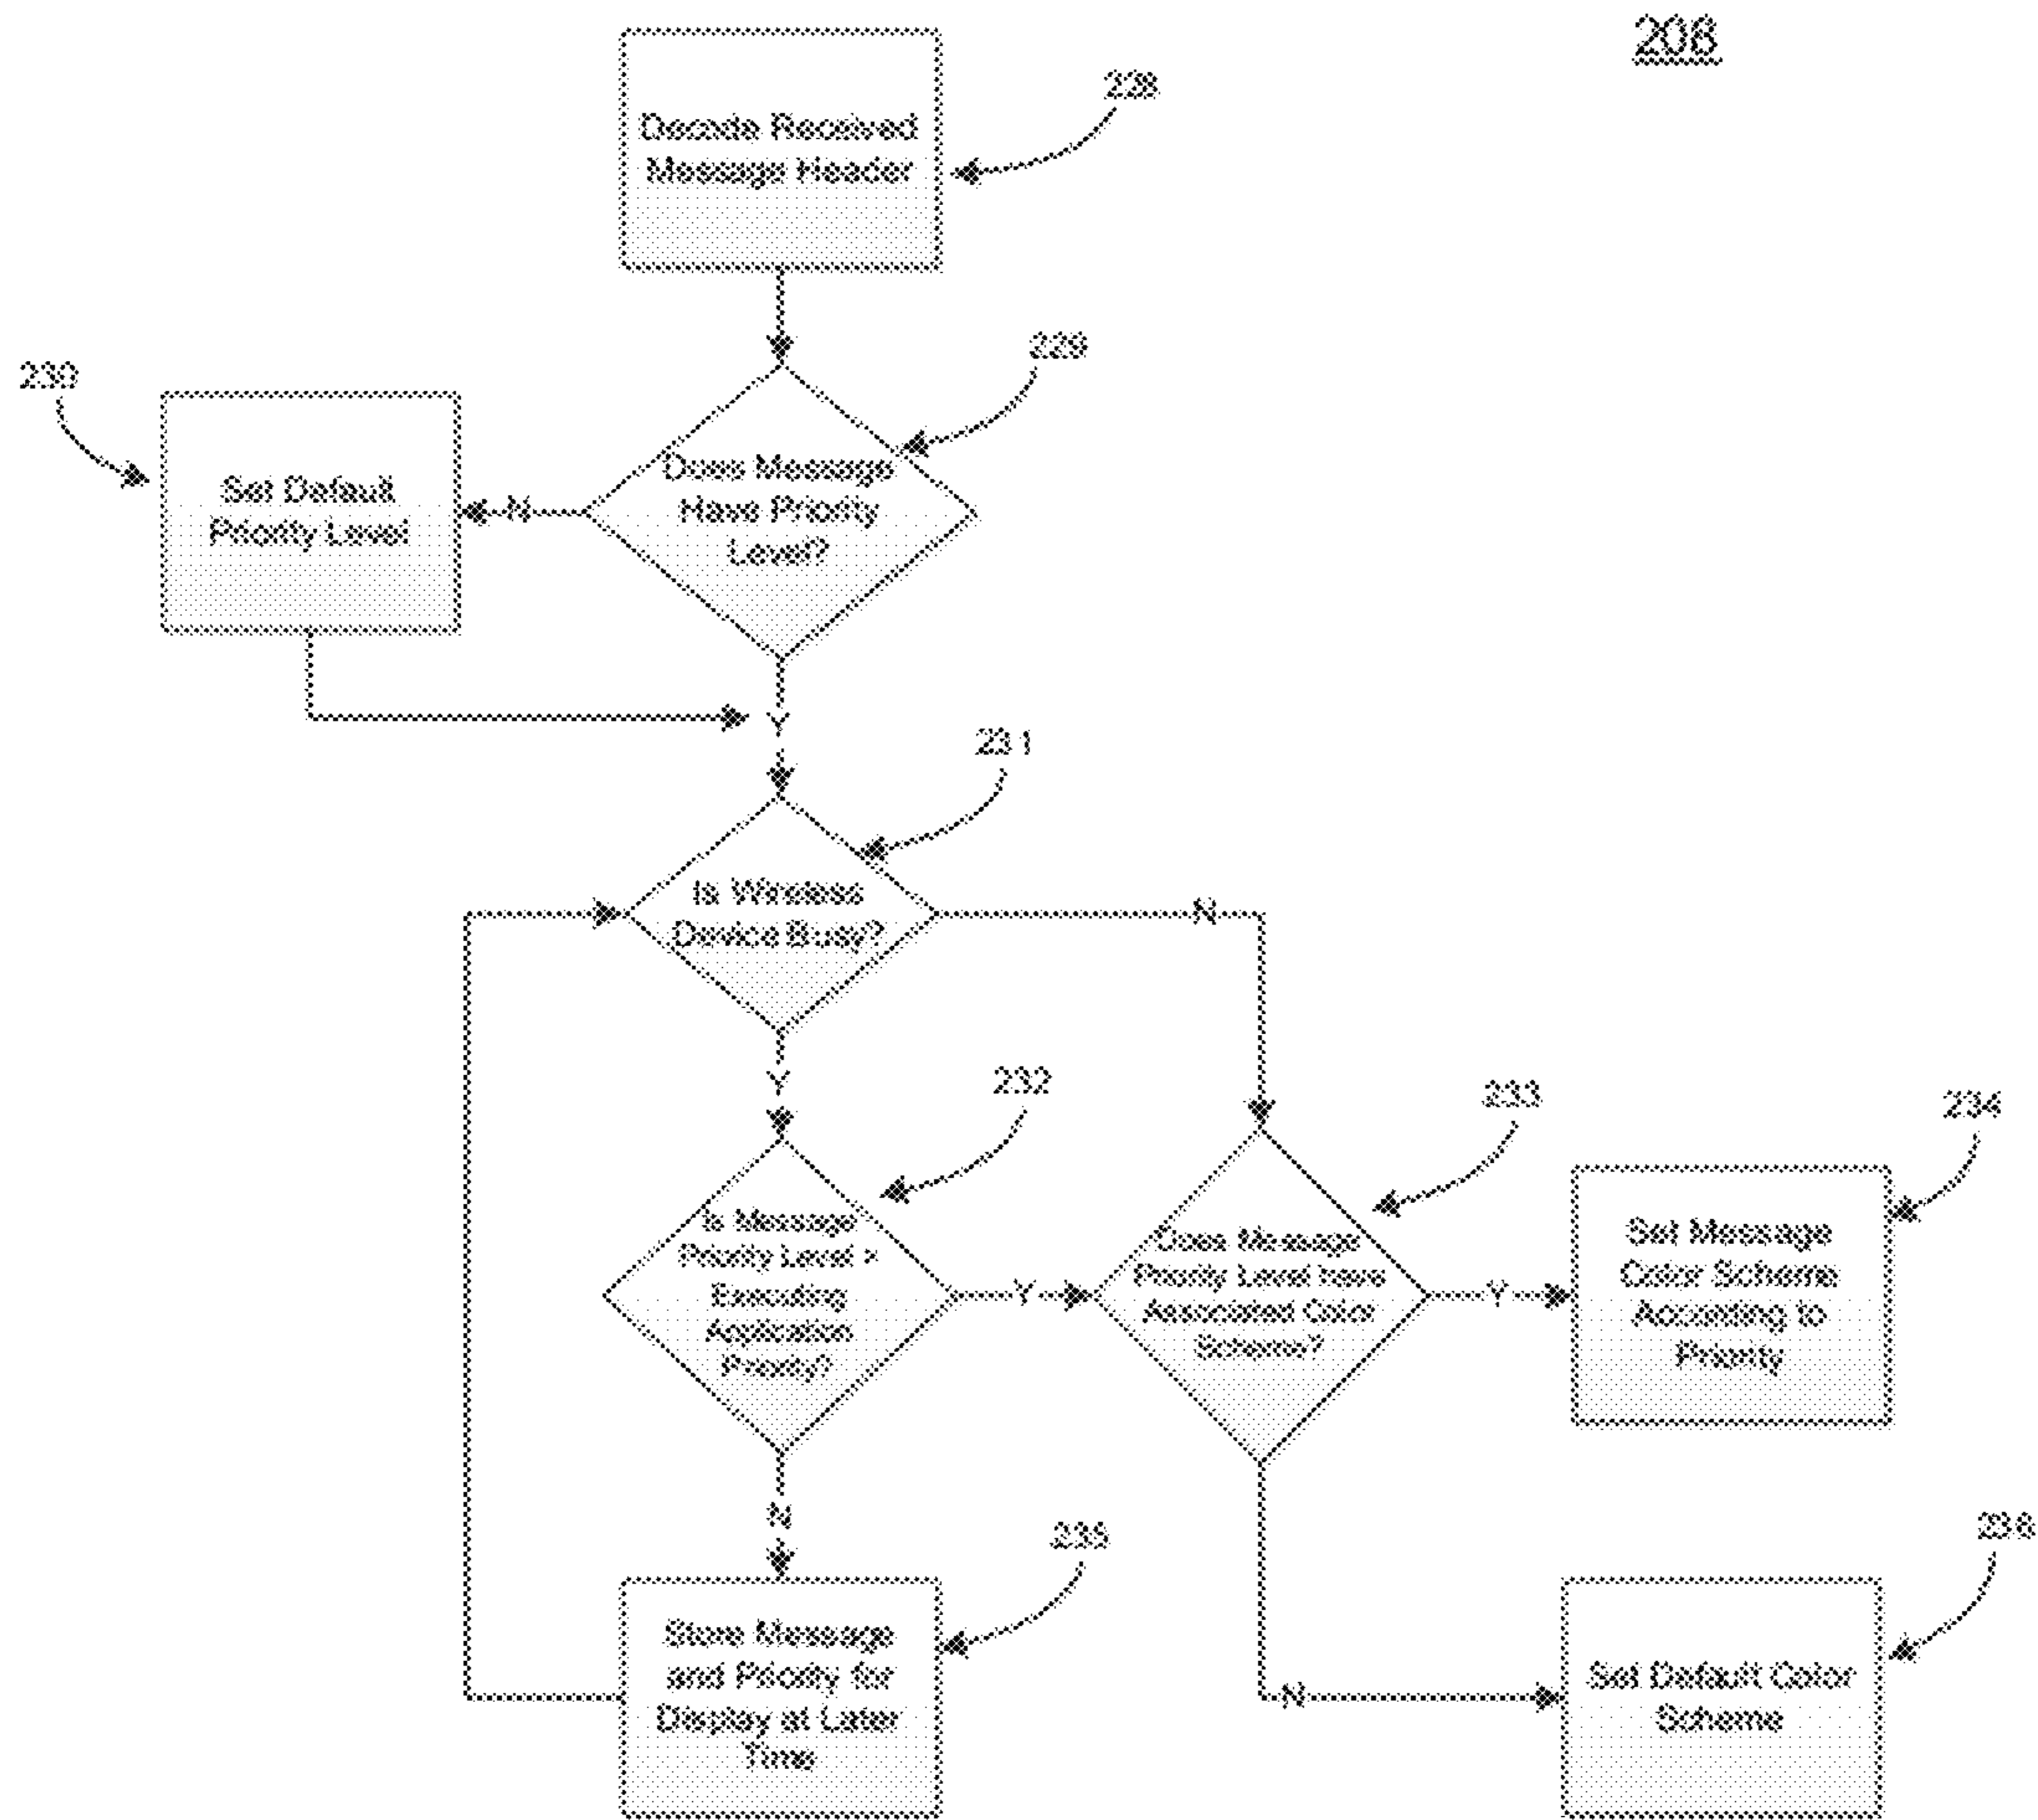 206
228
Decode Received
Message Header
229
230
Does Message
Have Priority
Level?
N
Set Default
Priority Level
Y
231
Is Wireless
Device Busy?
N
Y
232
233
234
Is Message
Priority Level >
Executing
Application
Priority?
Y
Does Message
Priority Level have
Associated Color
Scheme?
Y
Set Message
Color Scheme
According to
Priority
N
235
236
Store Message
and Priority for
Display at Later
Time
N
Set Default Color
Scheme